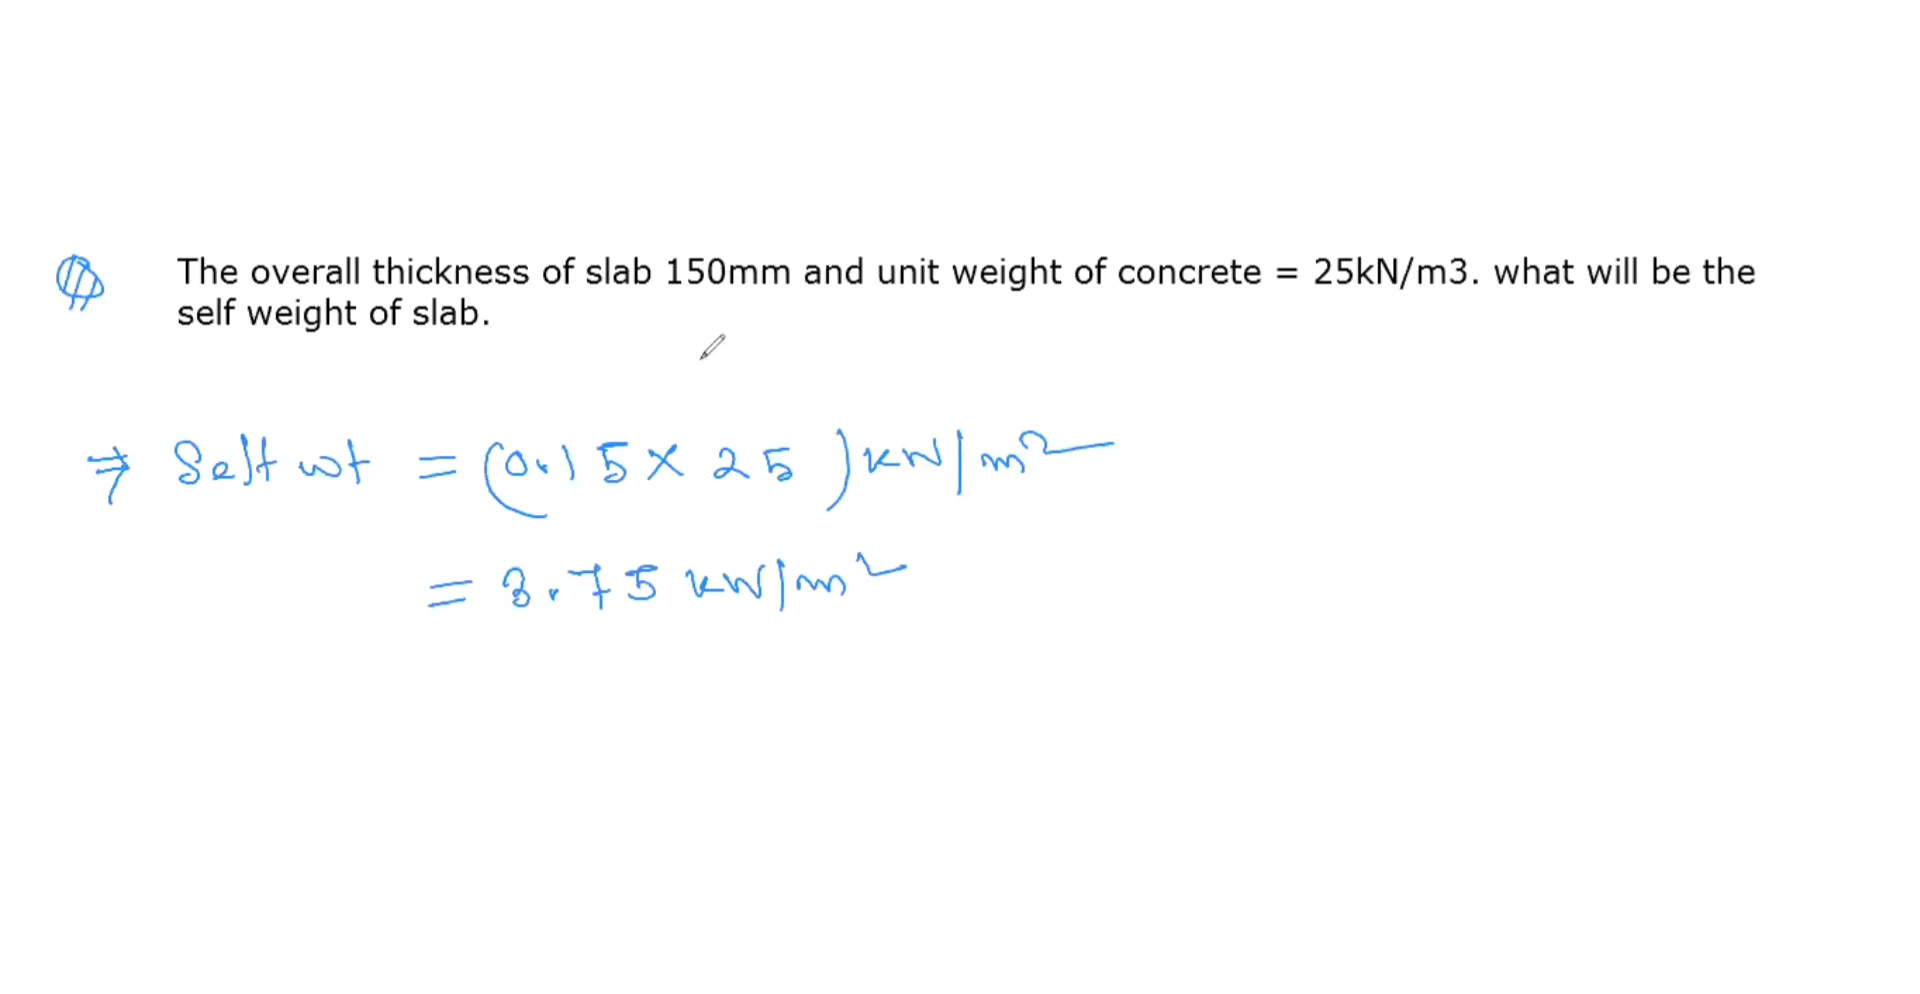 The overall thickness of slab 150mm and unit weight of concrete = 25kN/m3. what will be the
self weight of slab.
⇒ Self wt = (0.15 × 25) kN/m²
= 3.75 kN/m²